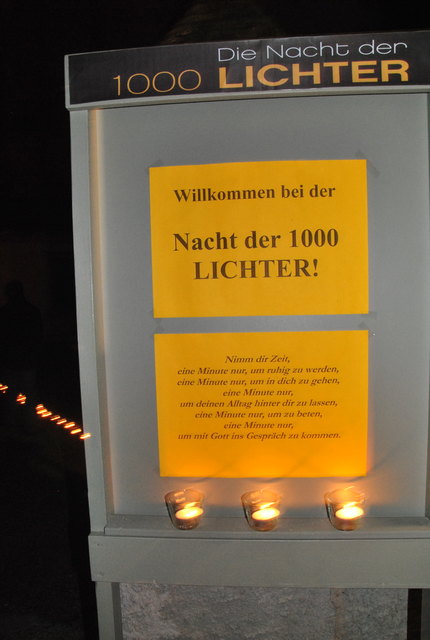 Die Nacht der
1000 LICHTER
Willkommen bei der
Nacht der 1000
LICHTER!
Nimm dir Zeit,
eine Minute nur, um ruhig zu werden,
eine Minute nur, um in dich zu gehen,
eine Minute nur,
um deinen Alltag hinter dir zu lassen,
eine Minute nur, um zu beten,
eine Minute nur,
um mit Gott ins Gespräch zu kommen.